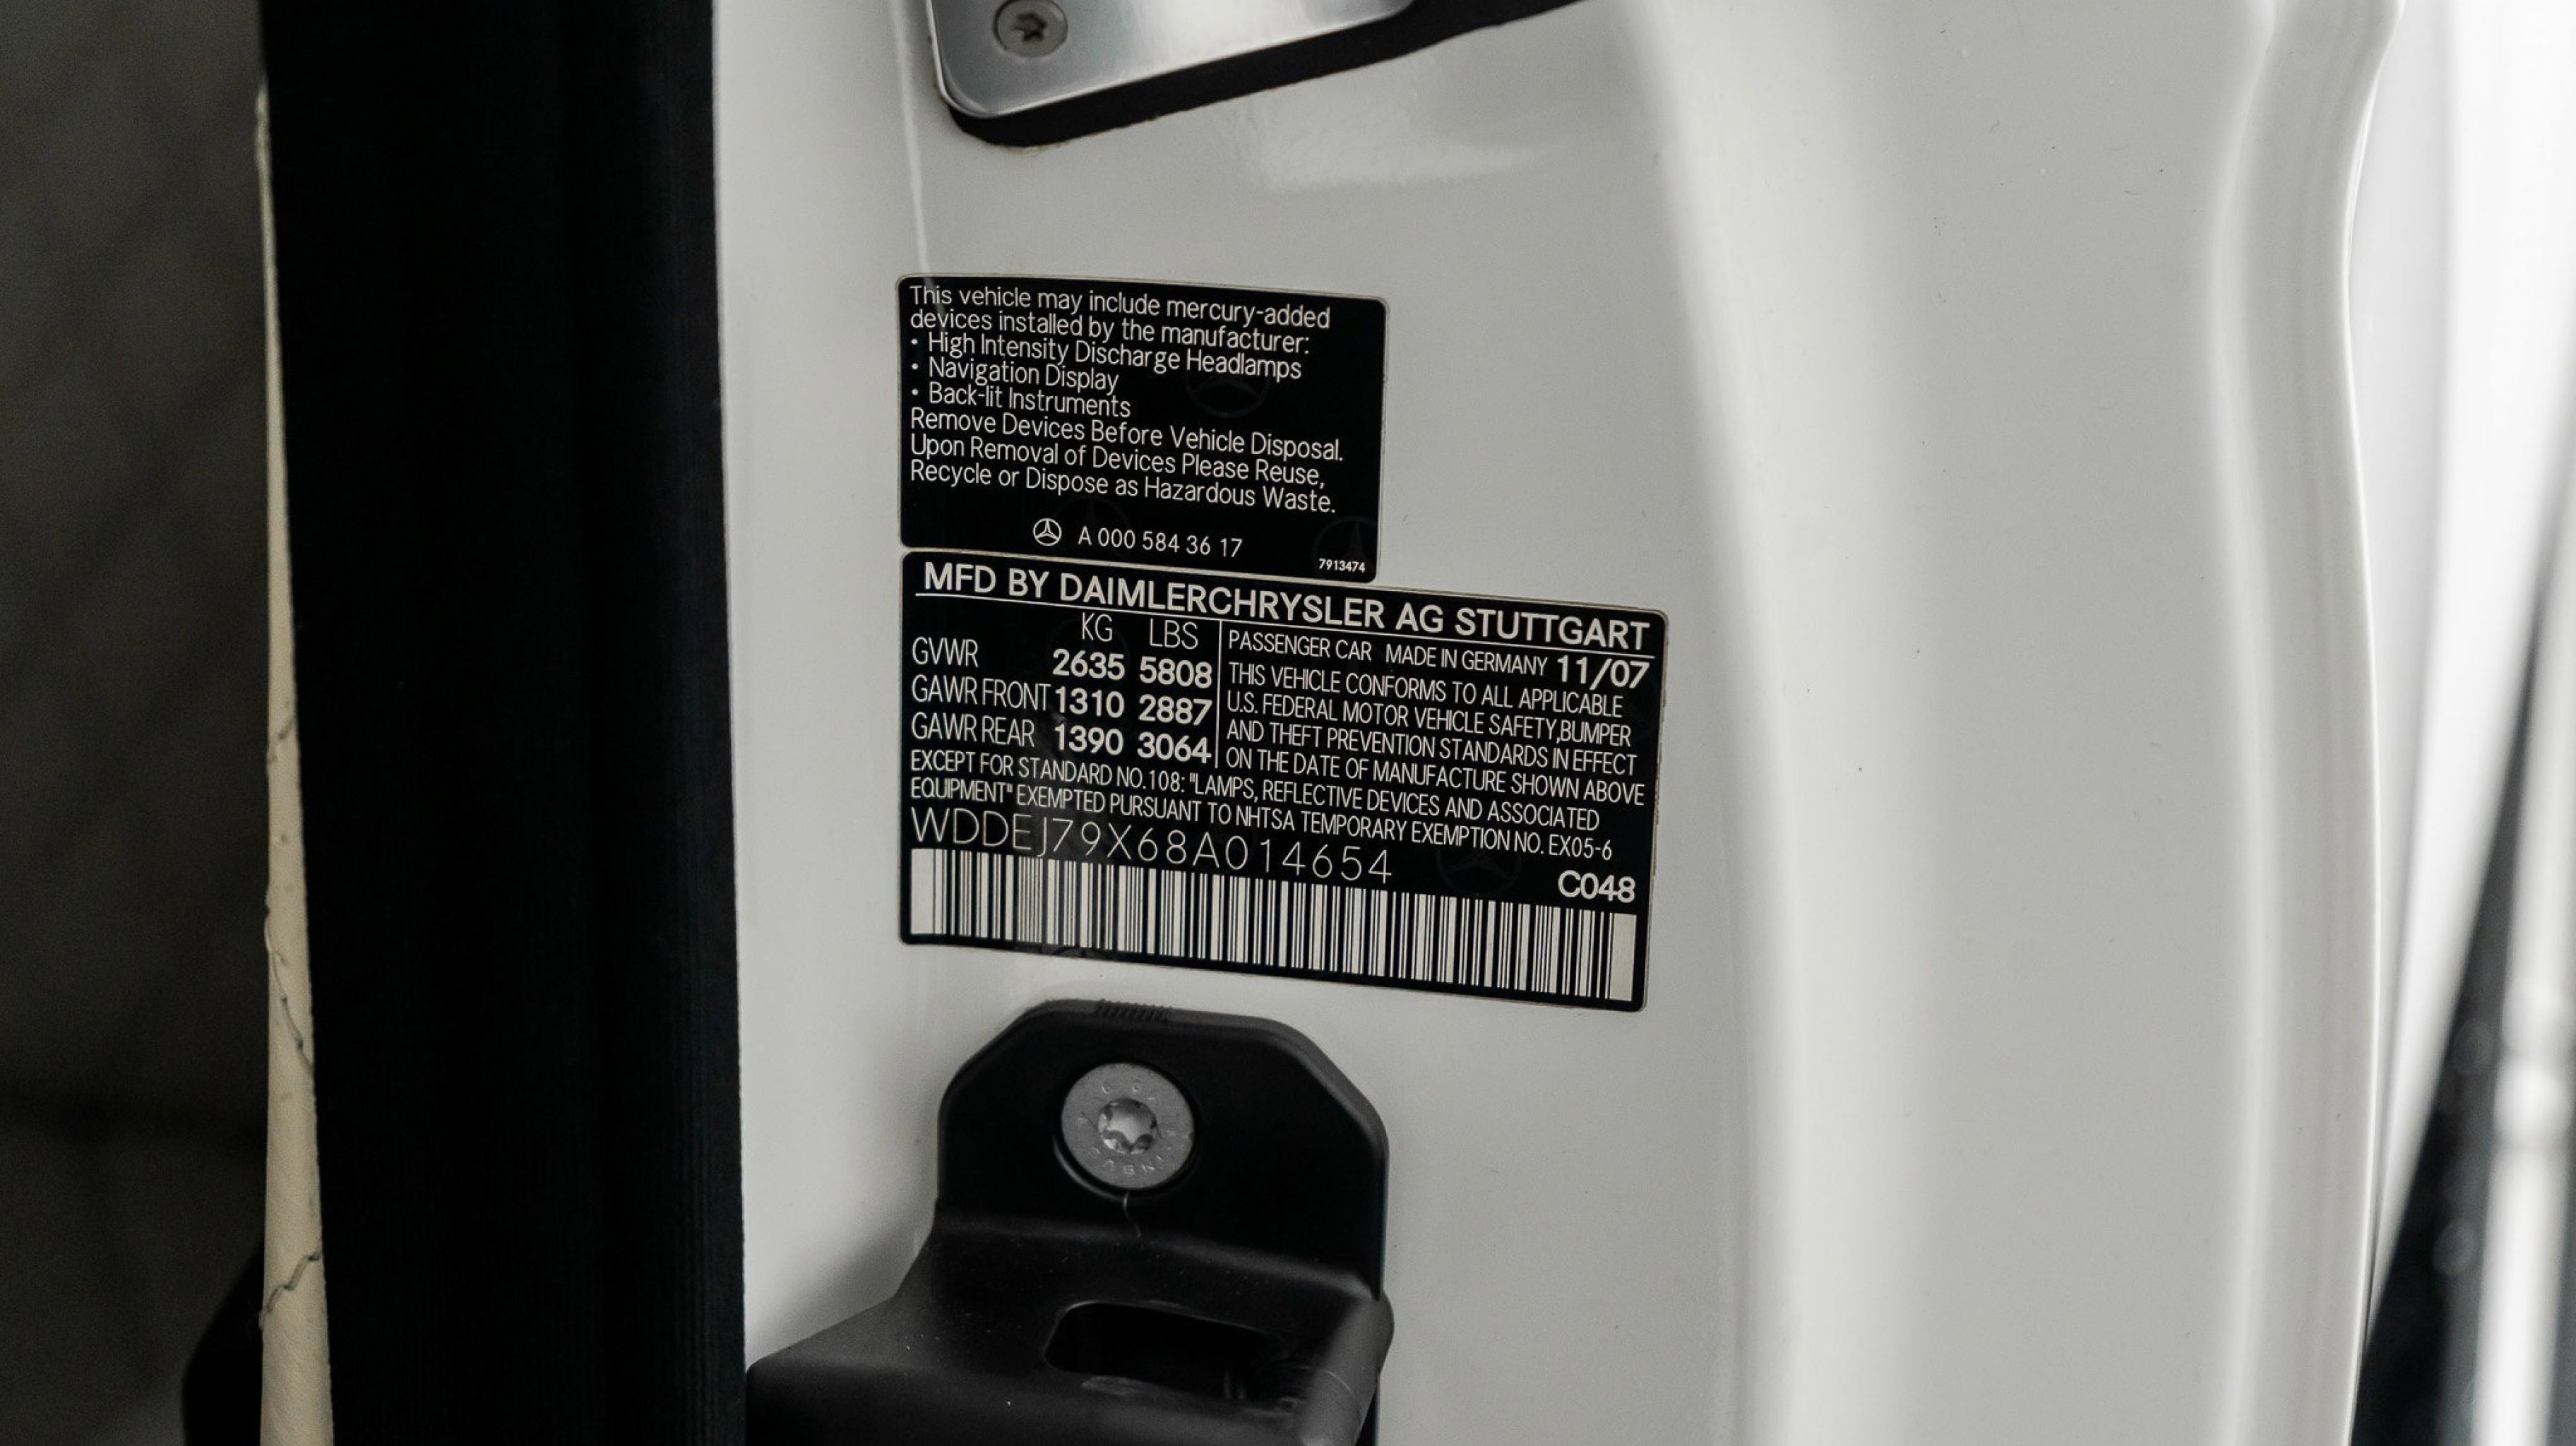 This vehicle may include mercury-added
devices installed by the manufacturer:
• High Intensity Discharge Headlamps
• Navigation Display
• Back-lit Instruments
Remove Devices Before Vehicle Disposal.
Upon Removal of Devices Please Reuse,
Recycle or Dispose as Hazardous Waste.
A 000 584 36 17
7913474
MFD BY DAIMLERCHRYSLER AG STUTTGART
KG LBS
GVWR 2635 5808
GAWR FRONT 1310 2887
GAWR REAR 1390 3064
PASSENGER CAR MADE IN GERMANY 11/07
THIS VEHICLE CONFORMS TO ALL APPLICABLE
U.S. FEDERAL MOTOR VEHICLE SAFETY,BUMPER
AND THEFT PREVENTION STANDARDS IN EFFECT
ON THE DATE OF MANUFACTURE SHOWN ABOVE
EXCEPT FOR STANDARD NO.108: "LAMPS, REFLECTIVE DEVICES AND ASSOCIATED
EQUIPMENT" EXEMPTED PURSUANT TO NHTSA TEMPORARY EXEMPTION NO. EX05-6
WDDEJ79X68A014654
C048